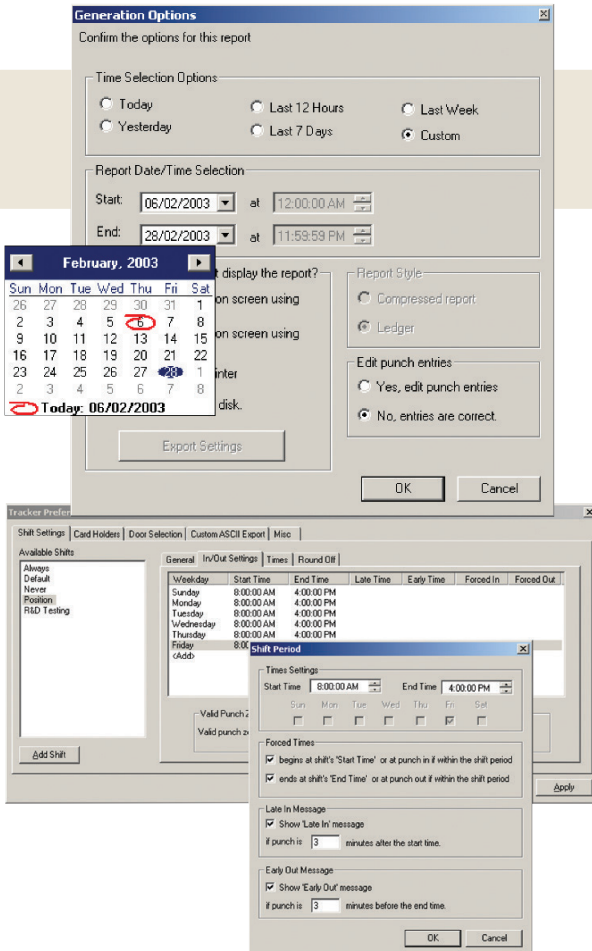 Generation Options
Confirm the options for this report
Time Selection Options
Today
Last 12 Hours
Last Week
Yesterday
Last 7 Days
Custom
Report Date/Time Selection
Start: 06/02/2003 at 12:00:00 AM
End: 28/02/2003 at 11:59:59 PM
February, 2003
Sun Mon Tue Wed Thu Fri Sat
26 27 28 29 30 31 1
2 3 4 5 6 7 8
9 10 11 12 13 14 15
16 17 18 19 20 21 22
23 24 25 26 27 28 1
2 3 4 5 6 7 8
Today: 06/02/2003
display the report?
on screen using
on screen using
disk.
Export Settings
Report Style
Compressed report
Ledger
Edit punch entries
Yes, edit punch entries
No, entries are correct.
OK Cancel
Tracker Prefer
Shift Settings Card Holders Door Selection Custom ASCII Export Misc
Available Shifts
Always
Default
Never
Position
R&D Testing
Add Shift
General In/Out Settings Times Round Off
Weekday Start Time End Time Late Time Early Time Forced In Forced Out
Sunday 8:00:00 AM 4:00:00 PM
Monday 8:00:00 AM 4:00:00 PM
Tuesday 8:00:00 AM 4:00:00 PM
Wednesday 8:00:00 AM 4:00:00 PM
Thursday 8:00:00 AM 4:00:00 PM
Friday 8:00
<Add>
Valid Punch
Valid punch
Apply
Shift Period
Times Settings
Start Time 8:00:00 AM End Time 4:00:00 PM
Sun Mon Tue Wed Thu Fri Sat
Forced Times
begins at shift's 'Start Time' or at punch in if within the shift period
ends at shift's 'End Time' or at punch out if within the shift period
Late In Message
Show 'Late In' message
if punch is 3 minutes after the start time.
Early Out Message
Show 'Early Out' message
if punch is 3 minutes before the end time.
OK Cancel